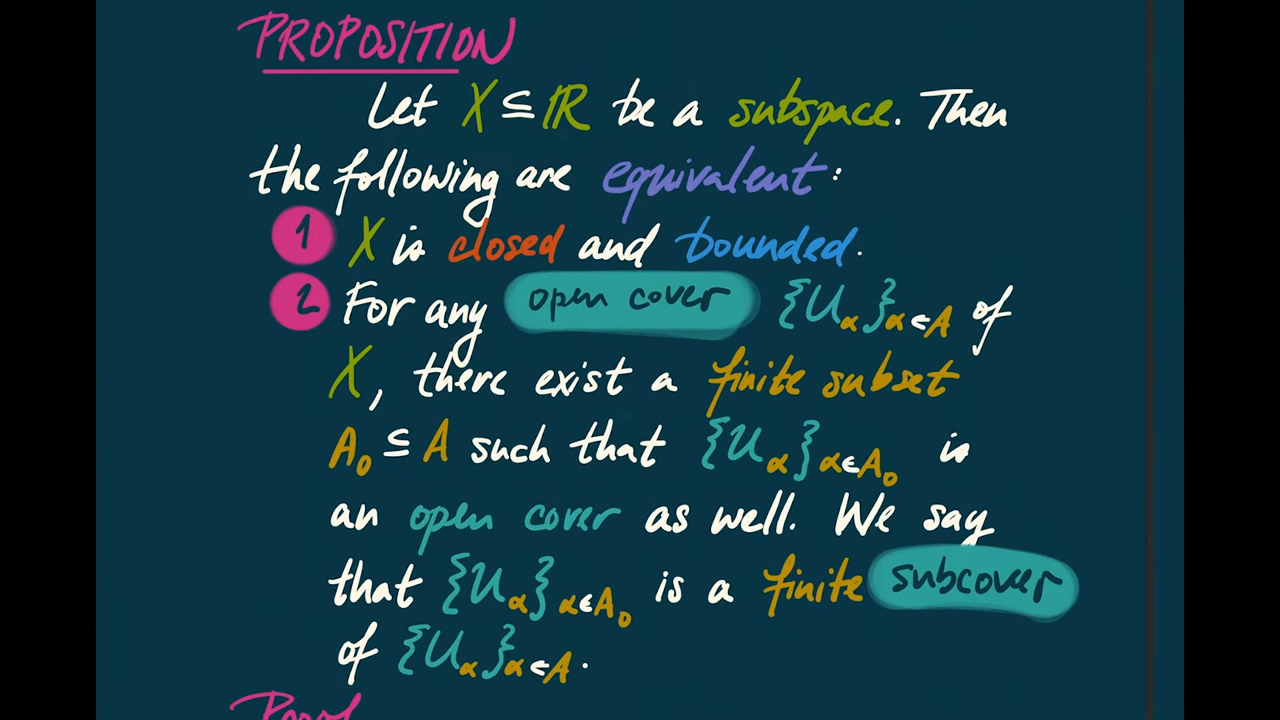 PROPOSITION
Let X ⊆ ℝ be a subspace. Then
the following are equivalent:
1 X is closed and bounded.
2 For any open cover {U_α}_{α∈A} of
X, there exist a finite subset
A₀ ⊆ A such that {U_α}_{α∈A₀} is
an open cover as well. We say
that {U_α}_{α∈A₀} is a finite subcover
of {U_α}_{α∈A}.
Proof